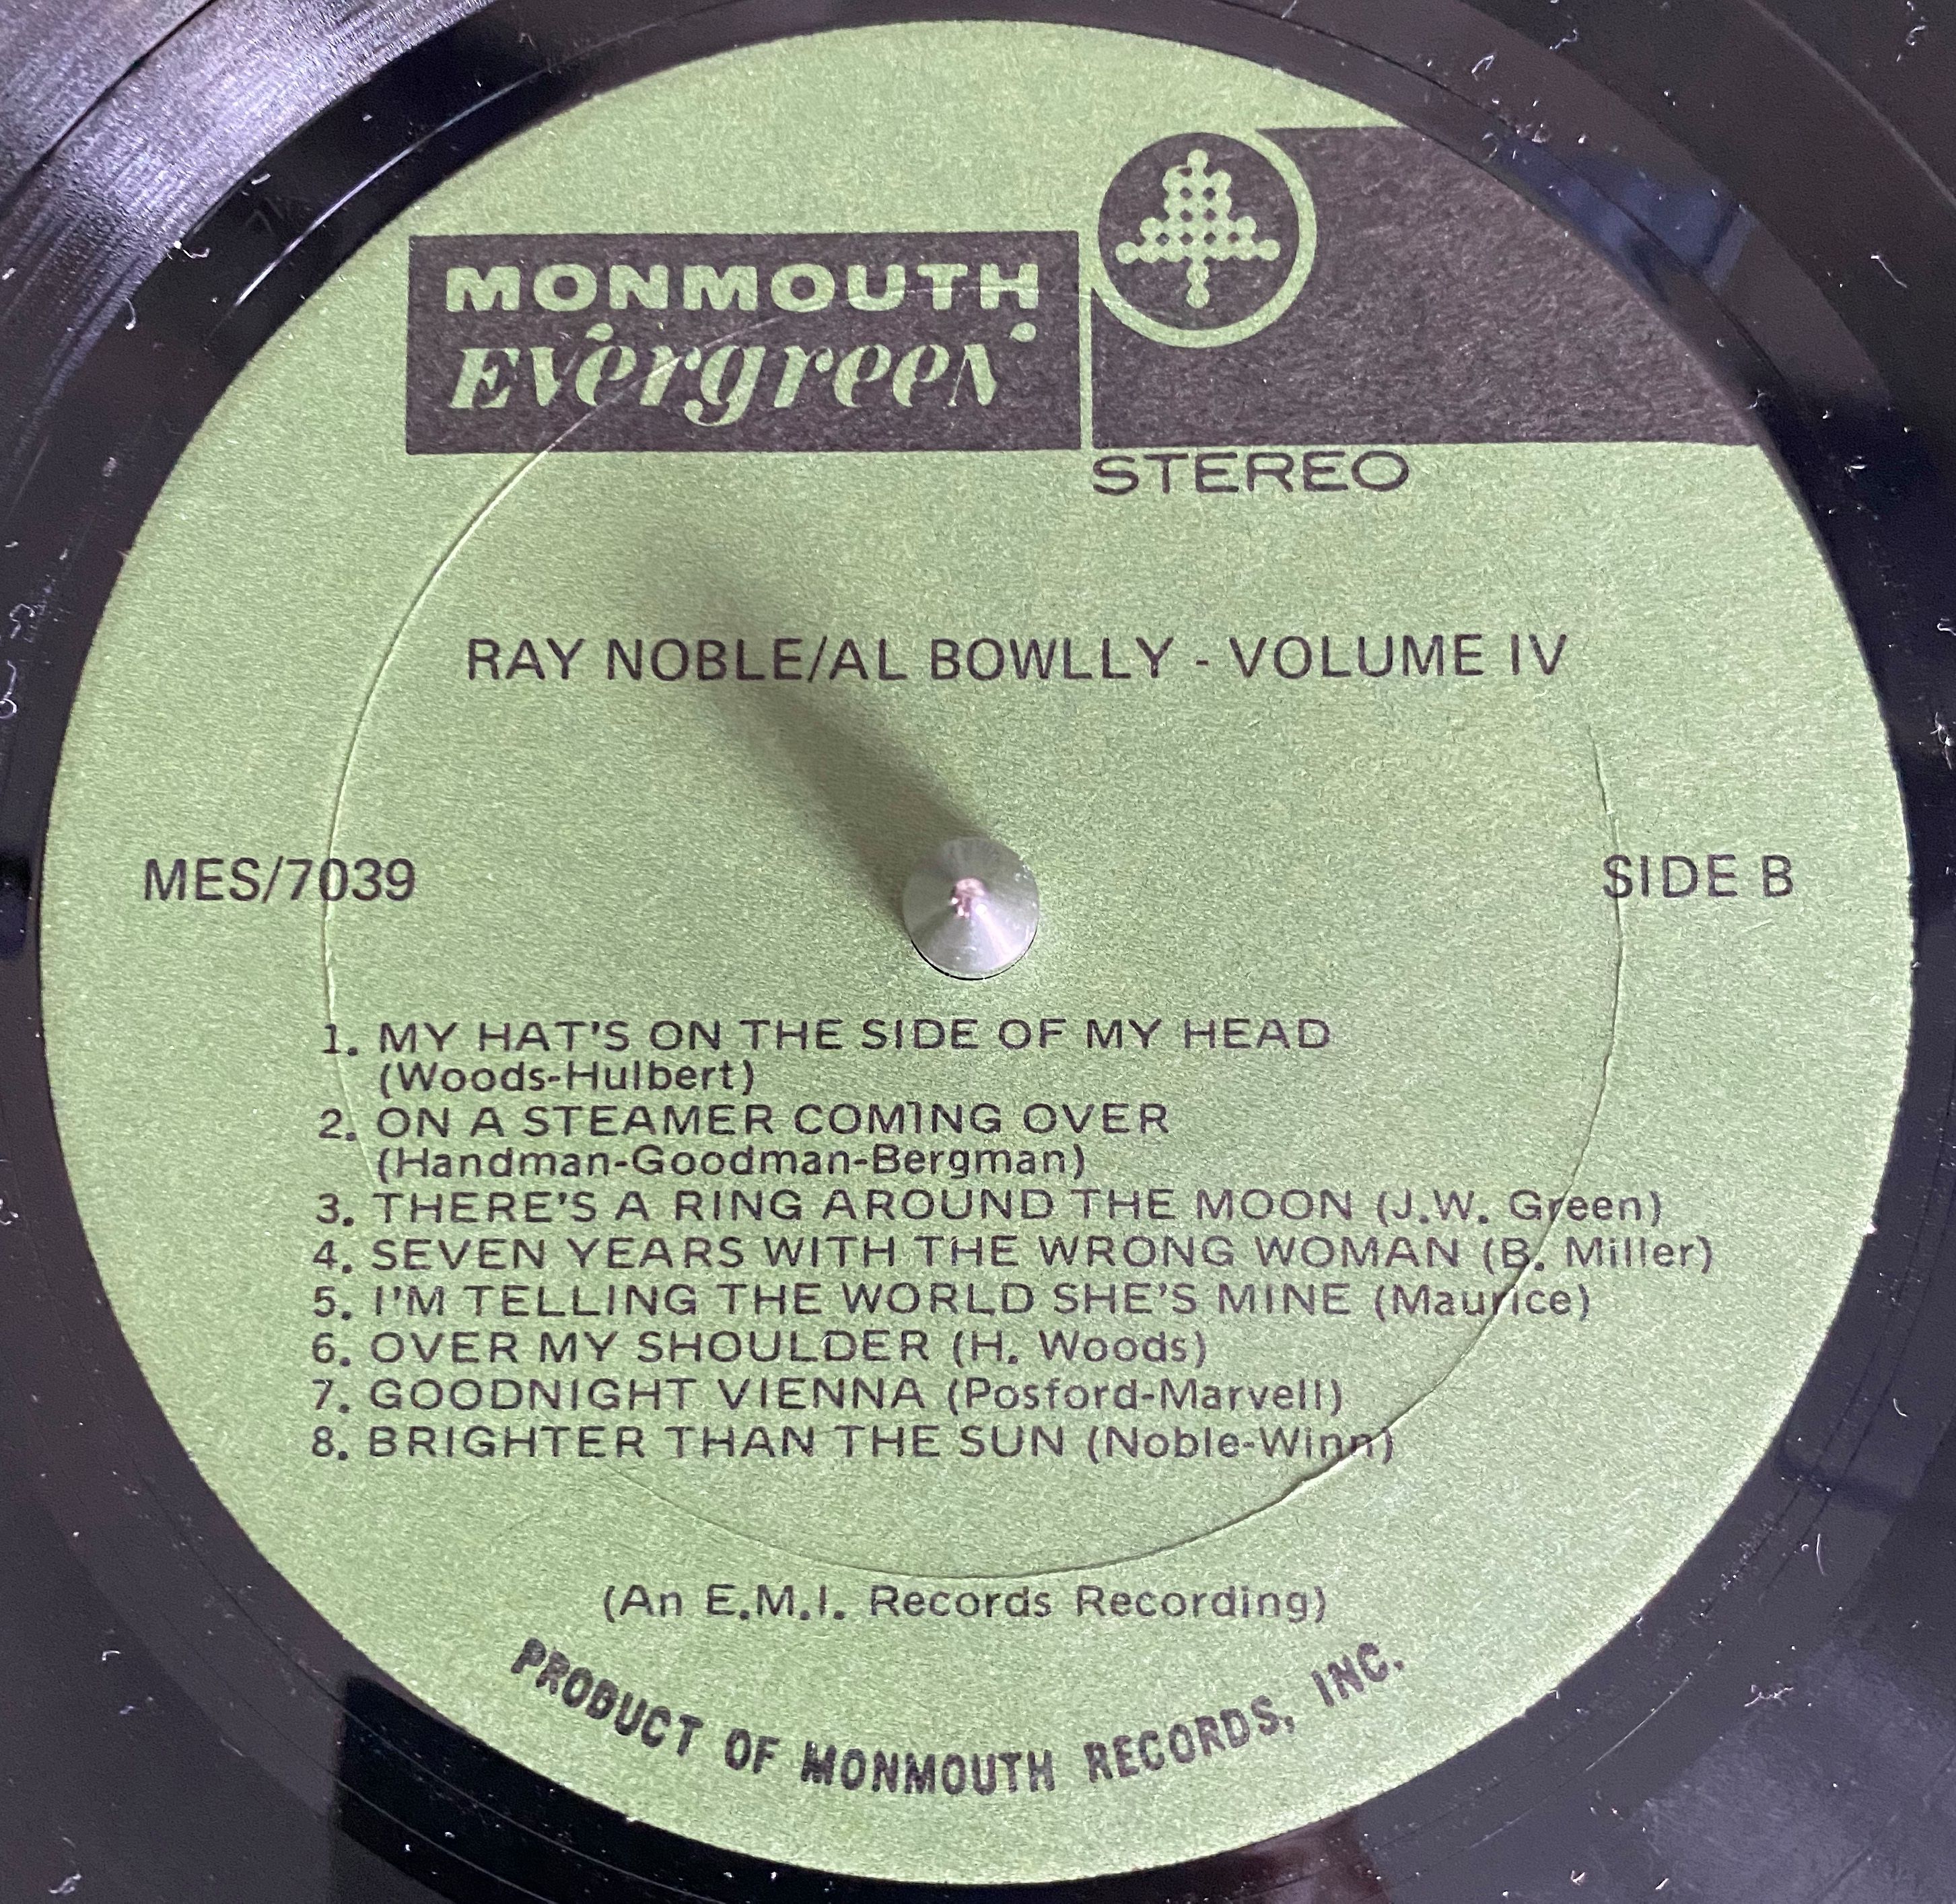 MONMOUTH
Evergreen
STEREO
RAY NOBLE/AL BOWLLY - VOLUME IV
MES/7039
SIDE B
1. MY HAT'S ON THE SIDE OF MY HEAD
(Woods-Hulbert)
2. ON A STEAMER COMING OVER
(Handman-Goodman-Bergman)
3. THERE'S A RING AROUND THE MOON (J.W. Green)
4. SEVEN YEARS WITH THE WRONG WOMAN (B. Miller)
5. I'M TELLING THE WORLD SHE'S MINE (Maurice)
6. OVER MY SHOULDER (H. Woods)
7. GOODNIGHT VIENNA (Posford-Marvell)
8. BRIGHTER THAN THE SUN (Noble-Winn)
(An E.M.I. Records Recording)
PRODUCT OF MONMOUTH RECORDS, INC.